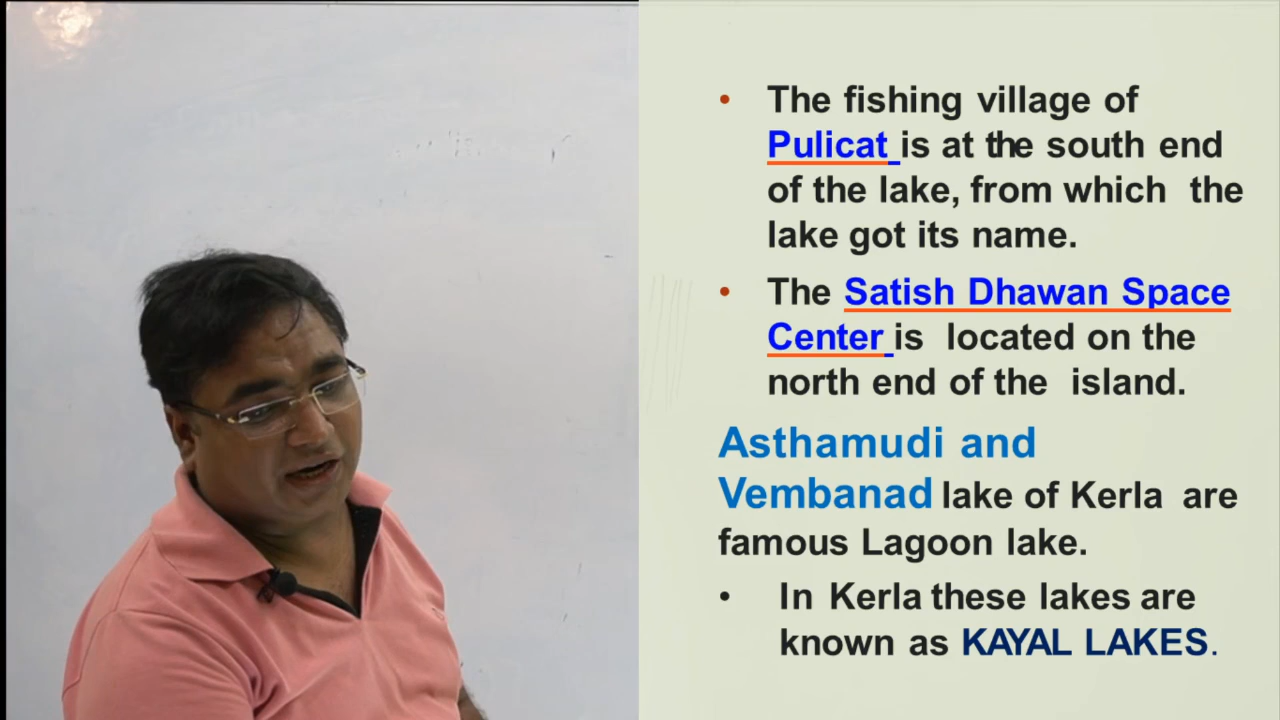 • The fishing village of
Pulicat is at the south end
of the lake, from which the
lake got its name.
• The Satish Dhawan Space
Center is located on the
north end of the island.
Asthamudi and
Vembanad lake of Kerla are
famous Lagoon lake.
• In Kerla these lakes are
known as KAYAL LAKES.